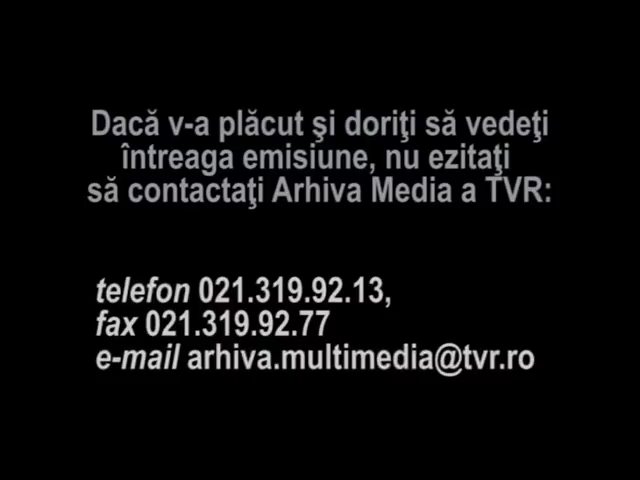 Dacă v-a plăcut şi doriţi să vedeţi
întreaga emisiune, nu ezitaţi
să contactaţi Arhiva Media a TVR:
telefon 021.319.92.13,
fax 021.319.92.77
e-mail arhiva.multimedia@tvr.ro